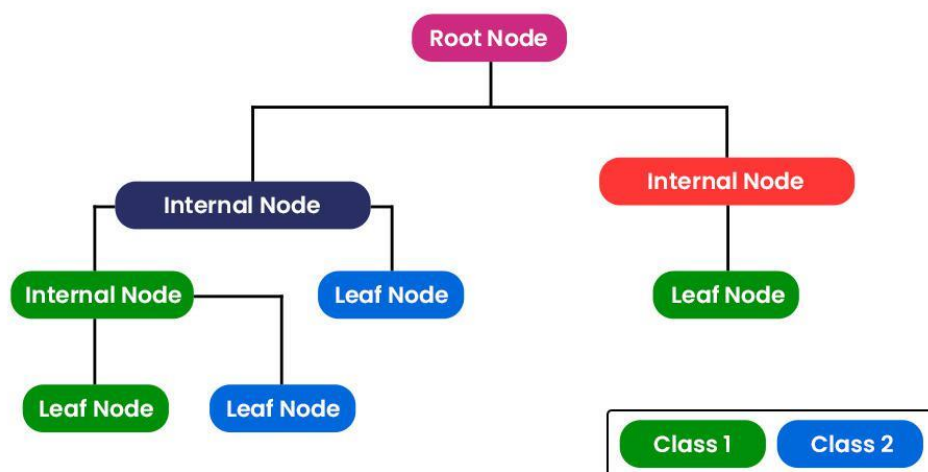 Root Node
Internal Node
Internal Node
Internal Node
Leaf Node
Leaf Node
Leaf Node
Leaf Node
Class 1
Class 2